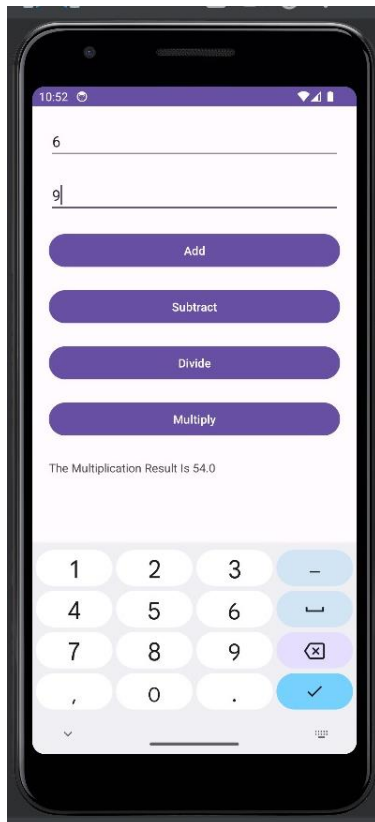 10:52
6
9
Add
Subtract
Divide
Multiply
The Multiplication Result Is 54.0
1 2 3 –
4 5 6
7 8 9
, 0 .